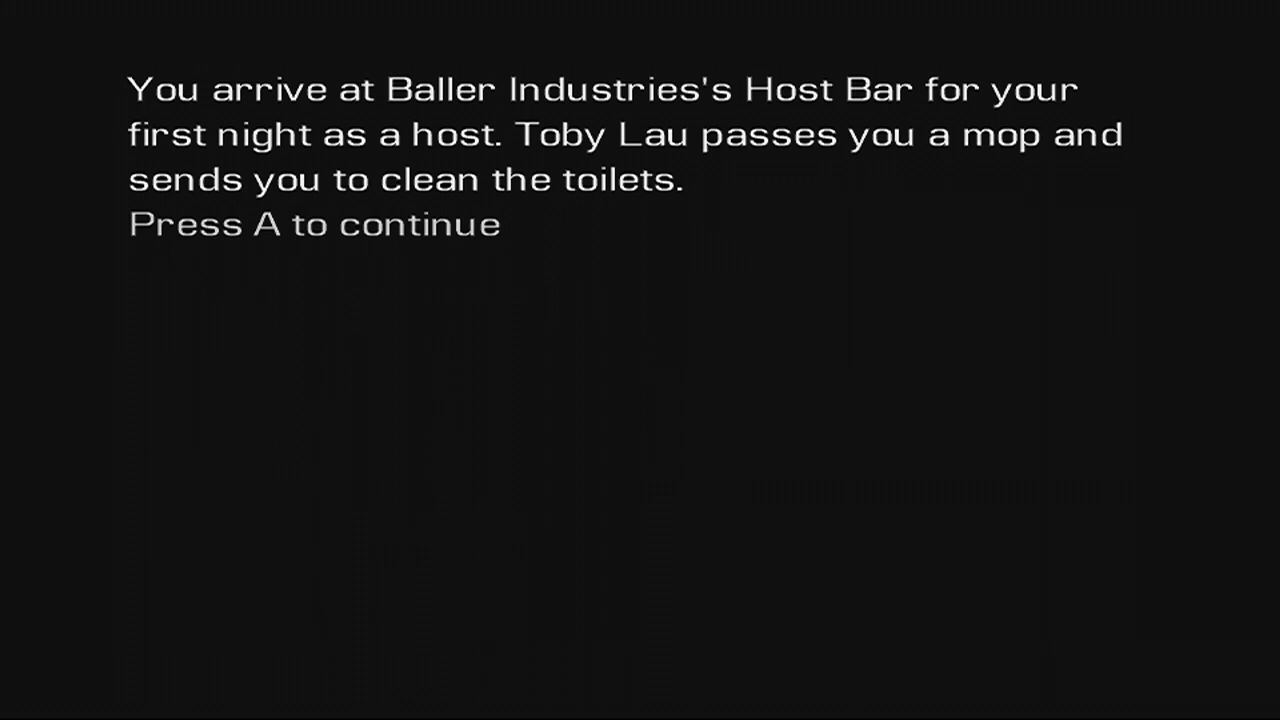 You arrive at Baller Industries's Host Bar for your
first night as a host. Toby Lau passes you a mop and
sends you to clean the toilets.
Press A to continue